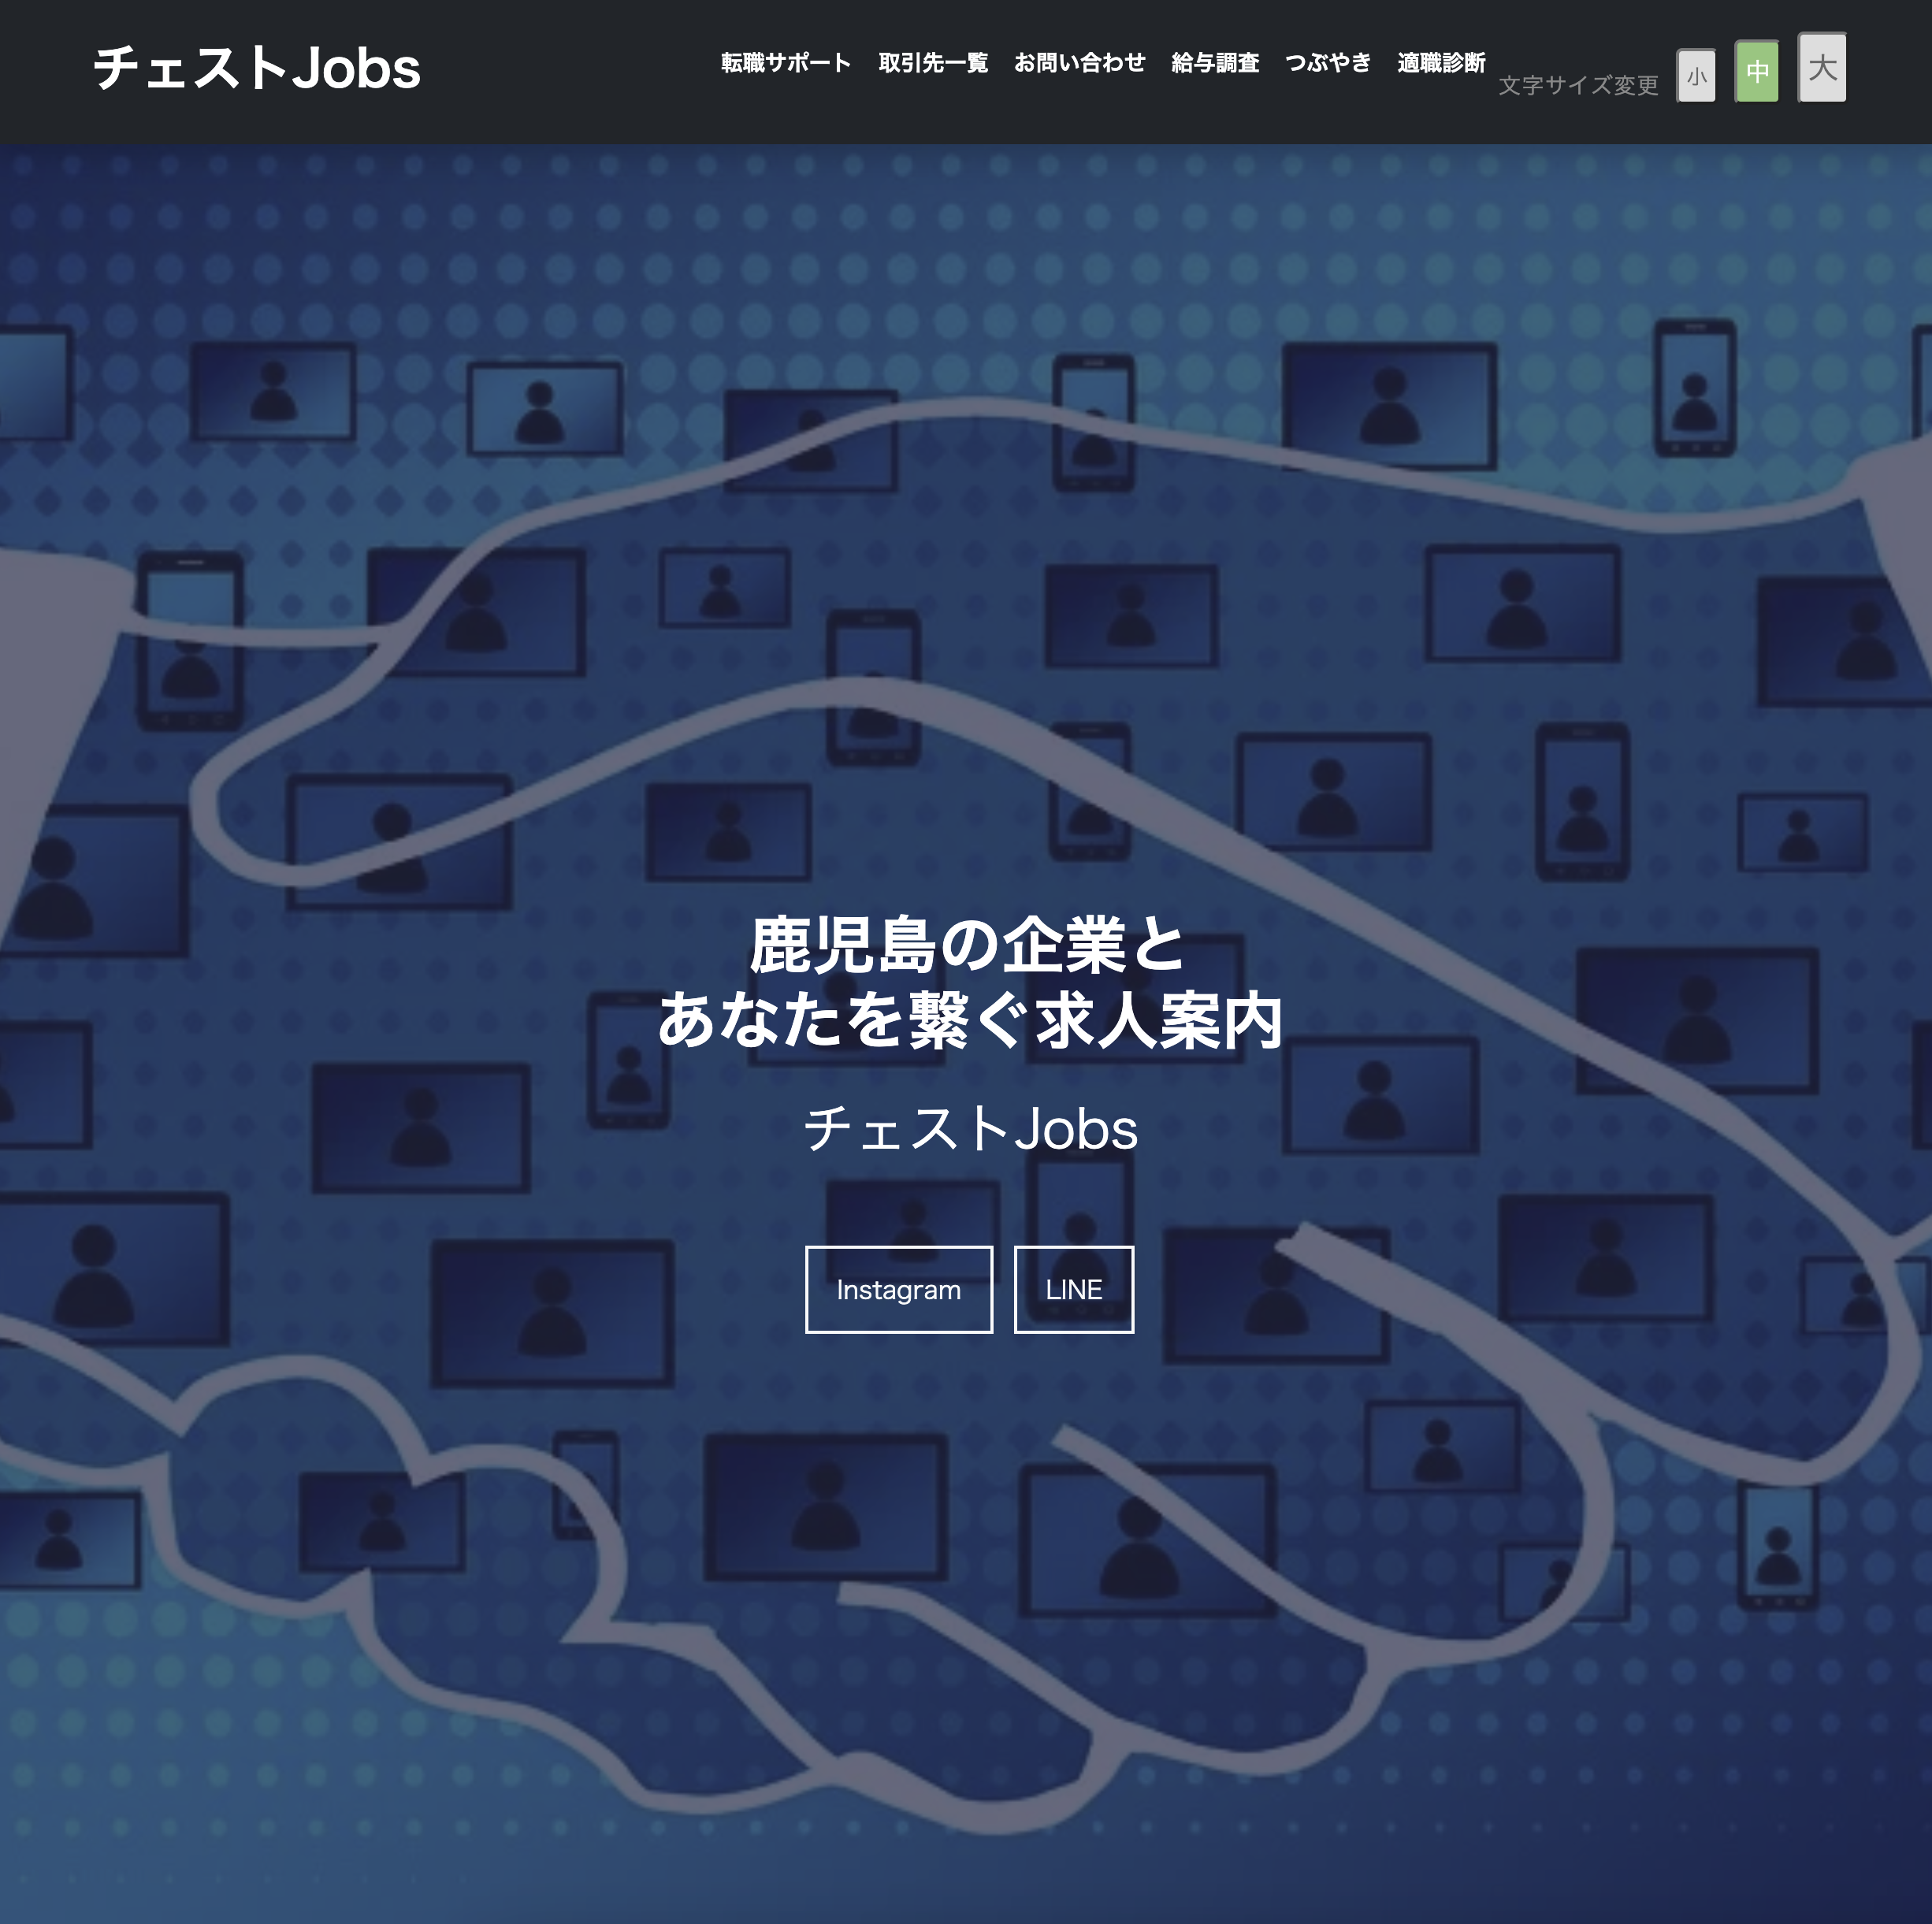 チェストJobs
転職サポート 取引先一覧 お問い合わせ 給与調査 つぶやき 適職診断
文字サイズ変更 小 中 大
鹿児島の企業と
あなたを繋ぐ求人案内
チェストJobs
Instagram LINE